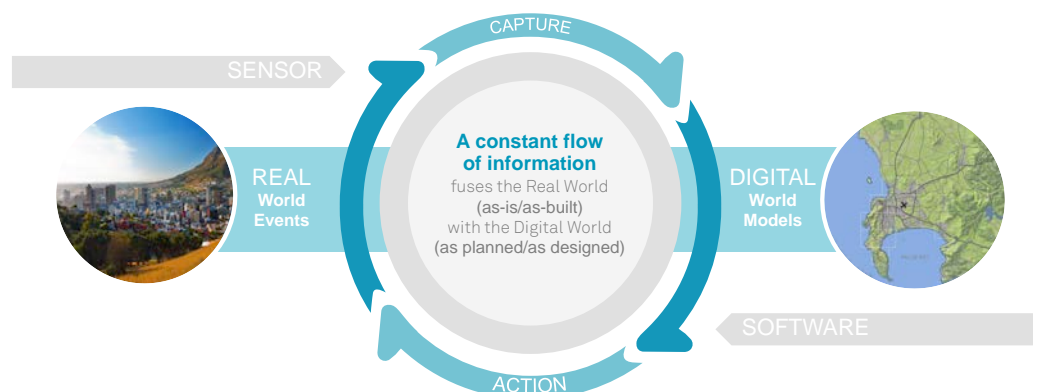 CAPTURE
SENSOR
REAL
World
Events
A constant flow
of information
fuses the Real World
(as-is/as-built)
with the Digital World
(as planned/as designed)
DIGITAL
World
Models
SOFTWARE
ACTION